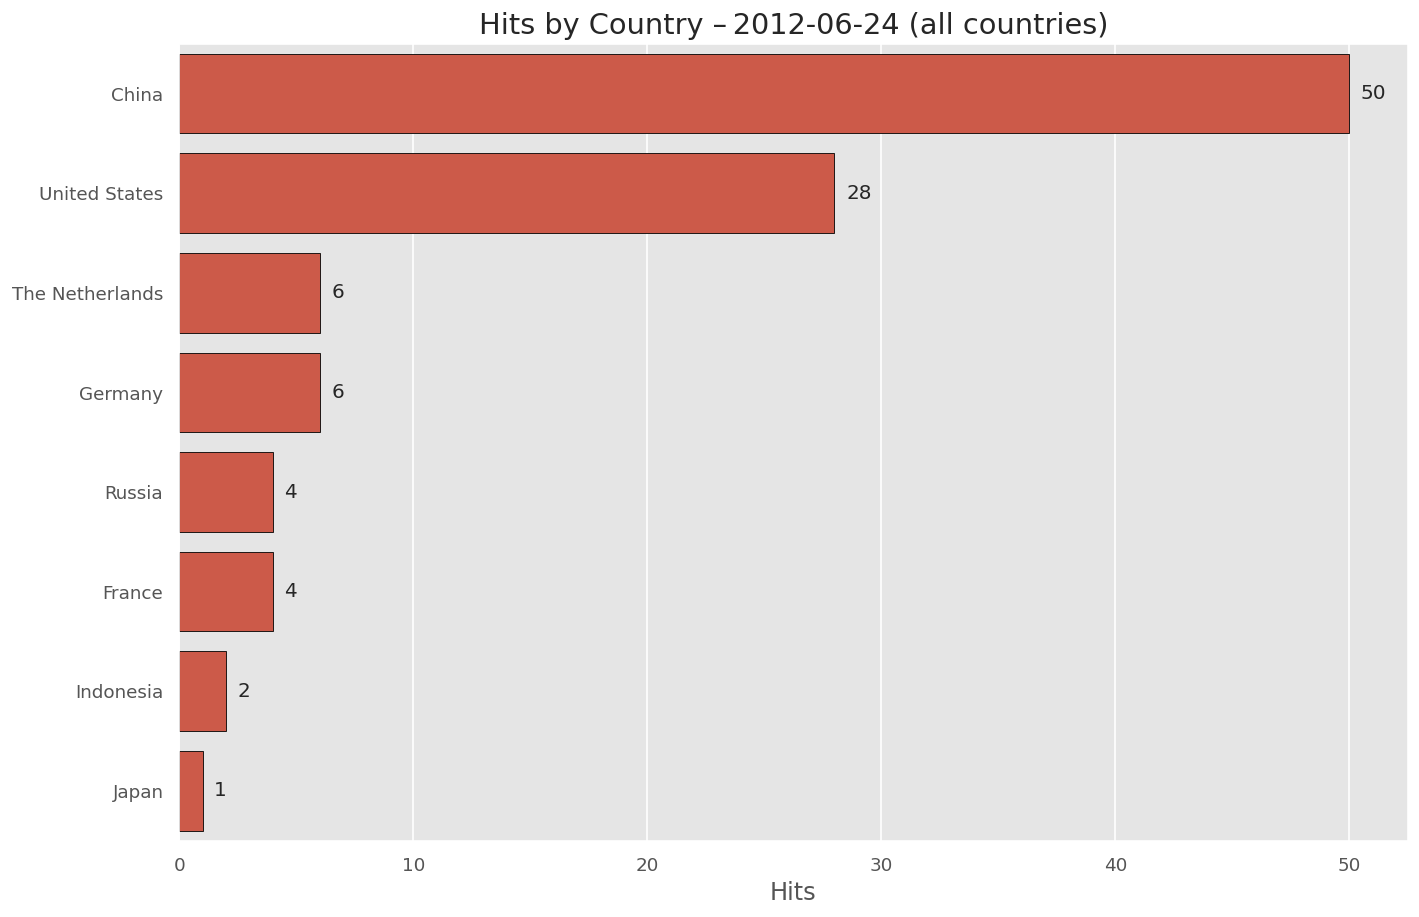 Hits by Country – 2012-06-24 (all countries)
China 50
United States 28
The Netherlands 6
Germany 6
Russia 4
France 4
Indonesia 2
Japan 1
0 10 20 30 40 50
Hits